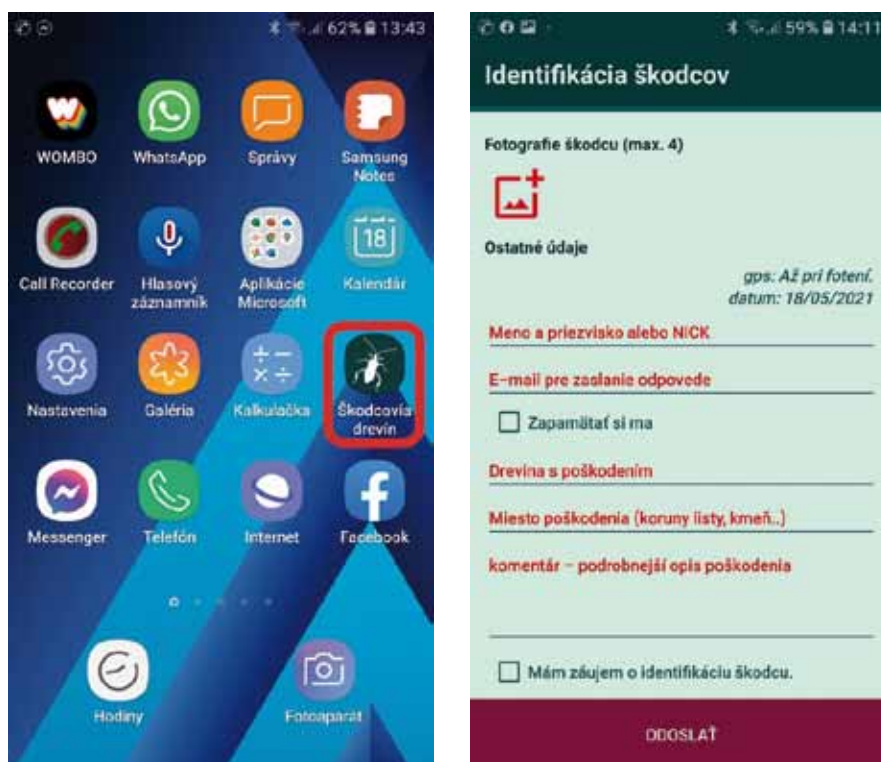 62% 13:43
WOMBO
WhatsApp
Správy
Samsung
Notes
Call Recorder
Hlasový
záznamník
Aplikácie
Microsoft
18
Kalendár
Nastavenia
Galéria
Kalkulačka
Škodcovia
drevín
Messenger
Telefón
Internet
Facebook
Hodiny
Fotoaparát
59% 14:11
Identifikácia škodcov
Fotografie škodcu (max. 4)
Ostatné údaje
gps: Až pri fotení.
datum: 18/05/2021
Meno a priezvisko alebo NICK
E-mail pre zaslanie odpovede
Zapamätať si ma
Drevina s poškodením
Miesto poškodenia (koruny listy, kmeň..)
komentár - podrobnejší opis poškodenia
Mám záujem o identifikáciu škodcu.
ODOSLAŤ